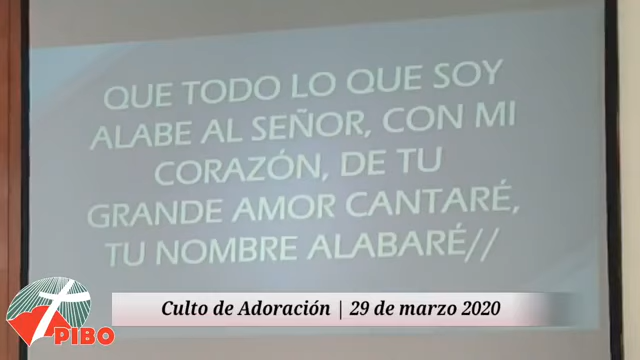 QUE TODO LO QUE SOY
ALABE AL SEÑOR, CON MI
CORAZÓN, DE TU
GRANDE AMOR CANTARÉ,
TU NOMBRE ALABARÉ//
Culto de Adoración | 29 de marzo 2020
PIBO